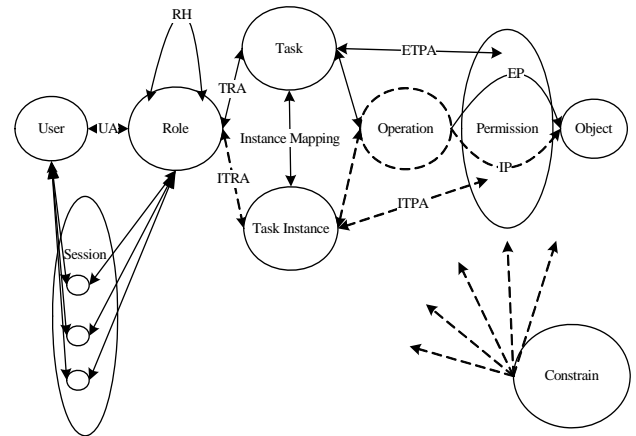 RH
Task
ETPA
TRA
EP
User
UA
Role
Instance Mapping
Operation
Permission
Object
IP
ITRA
ITPA
Task Instance
Session
Constrain